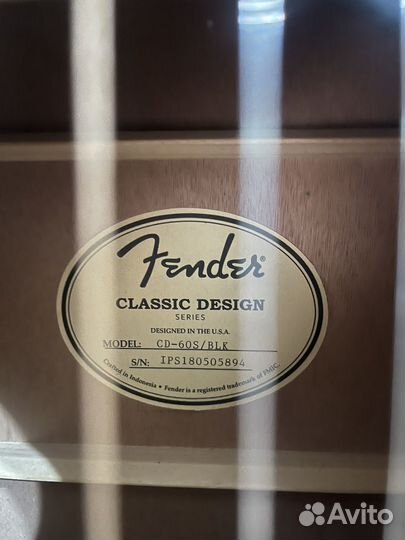 Fender®
CLASSIC DESIGN
SERIES
DESIGNED IN THE U.S.A.
MODEL: CD-60S/BLK
S/N: IPS180505894
Crafted in Indonesia • Fender is a registered trademark of FMIC.
Avito